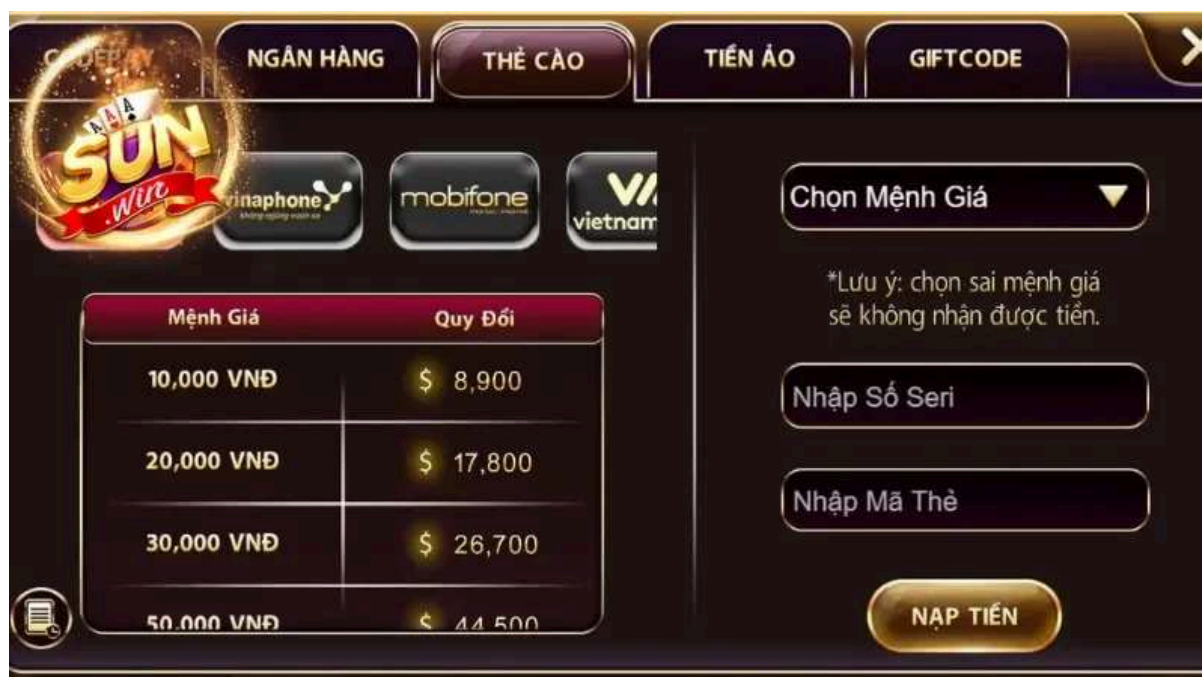 CODEPAY
NGÂN HÀNG
THẺ CÀO
TIỀN ẢO
GIFTCODE
SUN
.Win
vinaphone
mobifone
vietnam
Chọn Mệnh Giá
*Lưu ý: chọn sai mệnh giá
sẽ không nhận được tiền.
Mệnh Giá Quy Đổi
10,000 VNĐ $ 8,900
20,000 VNĐ $ 17,800
30,000 VNĐ $ 26,700
50,000 VNĐ $ 44,500
Nhập Số Seri
Nhập Mã Thẻ
NẠP TIỀN